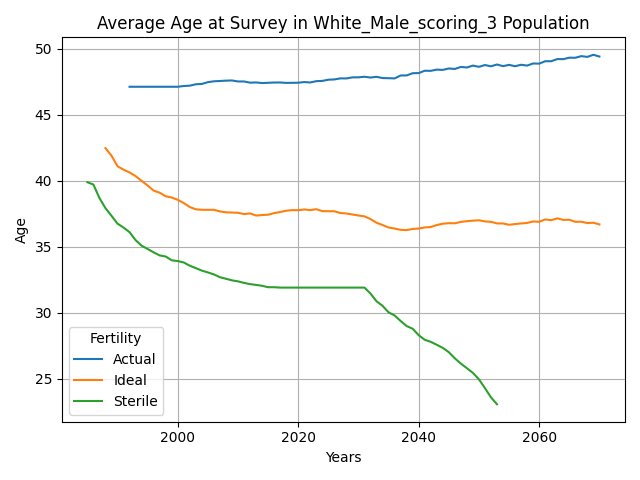 Average Age at Survey in White_Male_scoring_3 Population
50
45
40
35
30
25
Age
Fertility
Actual
Ideal
Sterile
2000
2020
2040
2060
Years